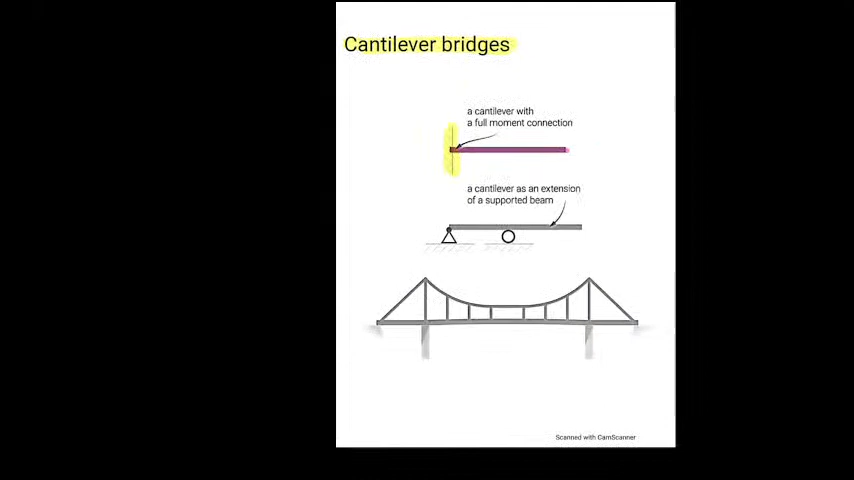 Cantilever bridges
a cantilever with
a full moment connection
a cantilever as an extension
of a supported beam
Scanned with CamScanner